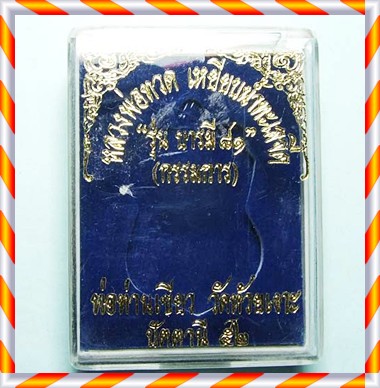 หลวงพ่อทวด เหยียบน้ำทะเลจืด
"รุ่น บารมี ๘๑"
(กรรมการ)
พ่อท่านเขียว วัดห้วยเงาะ
ปัตตานี ๕๒